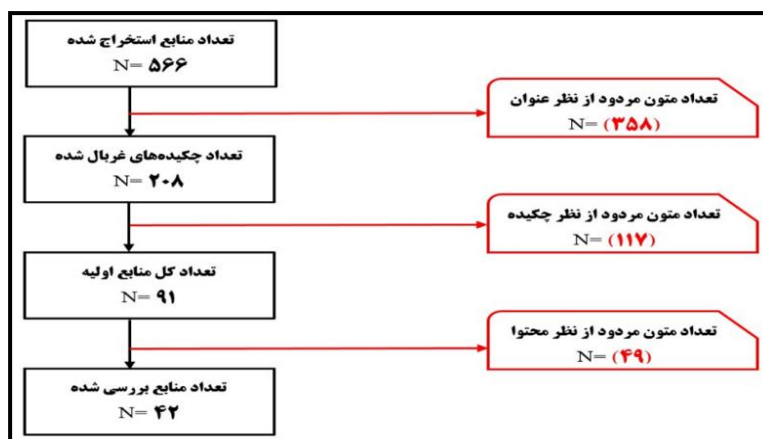 تعداد منابع استخراج شده
N= ۵۶۶
تعداد متون مردود از نظر عنوان
N= (۳۵۸)
تعداد چکیده‌های غربال شده
N= ۲۰۸
تعداد متون مردود از نظر چکیده
N= (۱۱۷)
تعداد کل منابع اولیه
N= ۹۱
تعداد متون مردود از نظر محتوا
N= (۴۹)
تعداد منابع بررسی شده
N= ۴۲